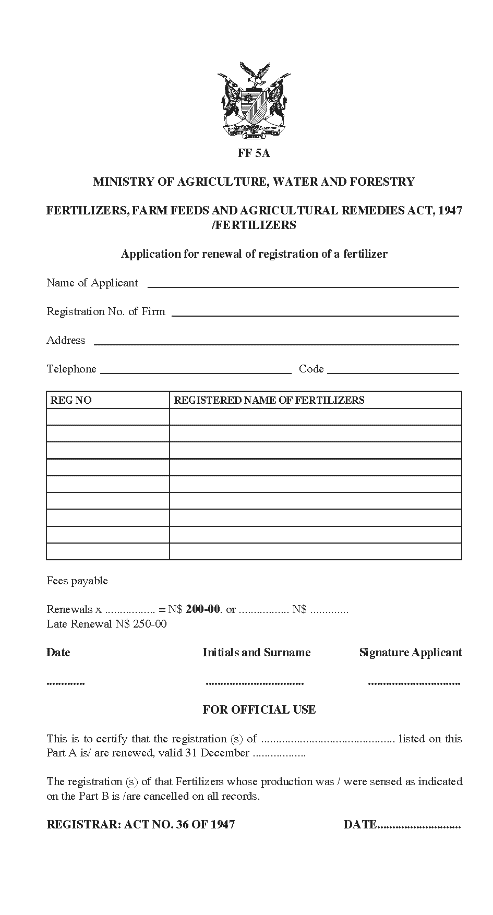 FF 5A
MINISTRY OF AGRICULTURE, WATER AND FORESTRY
FERTILIZERS, FARM FEEDS AND AGRICULTURAL REMEDIES ACT, 1947
/FERTILIZERS
Application for renewal of registration of a fertilizer
Name of Applicant
Registration No. of Firm
Address
Telephone Code
REG NO REGISTERED NAME OF FERTILIZERS
Fees payable
Renewals x ................. = N$ 200-00. or ................. N$ .............
Late Renewal N$ 250-00
Date Initials and Surname Signature Applicant
............. ................................. ...............................
FOR OFFICIAL USE
This is to certify that the registration (s) of ............................................. listed on this
Part A is/ are renewed, valid 31 December ..................
The registration (s) of that Fertilizers whose production was / were sensed as indicated
on the Part B is /are cancelled on all records.
REGISTRAR: ACT NO. 36 OF 1947 DATE............................